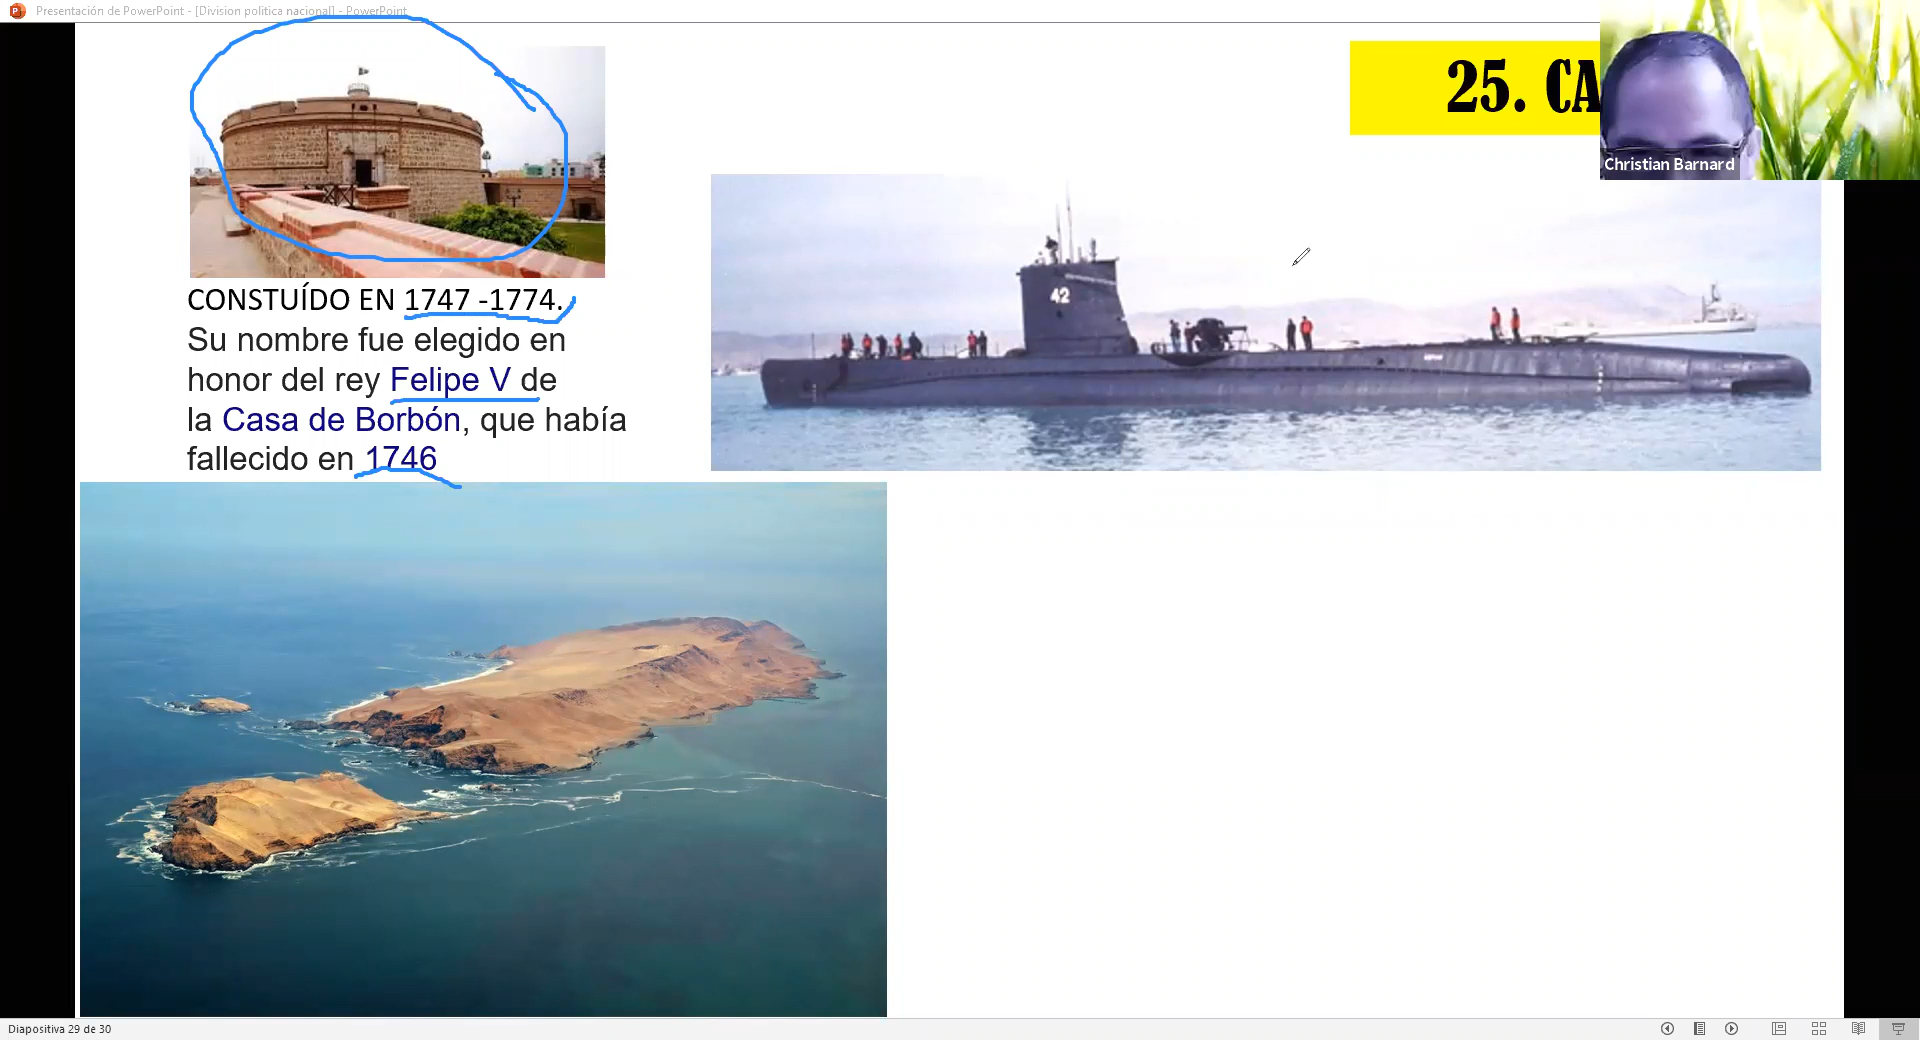 Presentación de PowerPoint - [Division politica nacional] - PowerPoint
25. CA
Christian Barnard
42
CONSTUÍDO EN 1747 -1774.
Su nombre fue elegido en
honor del rey Felipe V de
la Casa de Borbón, que había
fallecido en 1746
Diapositiva 29 de 30